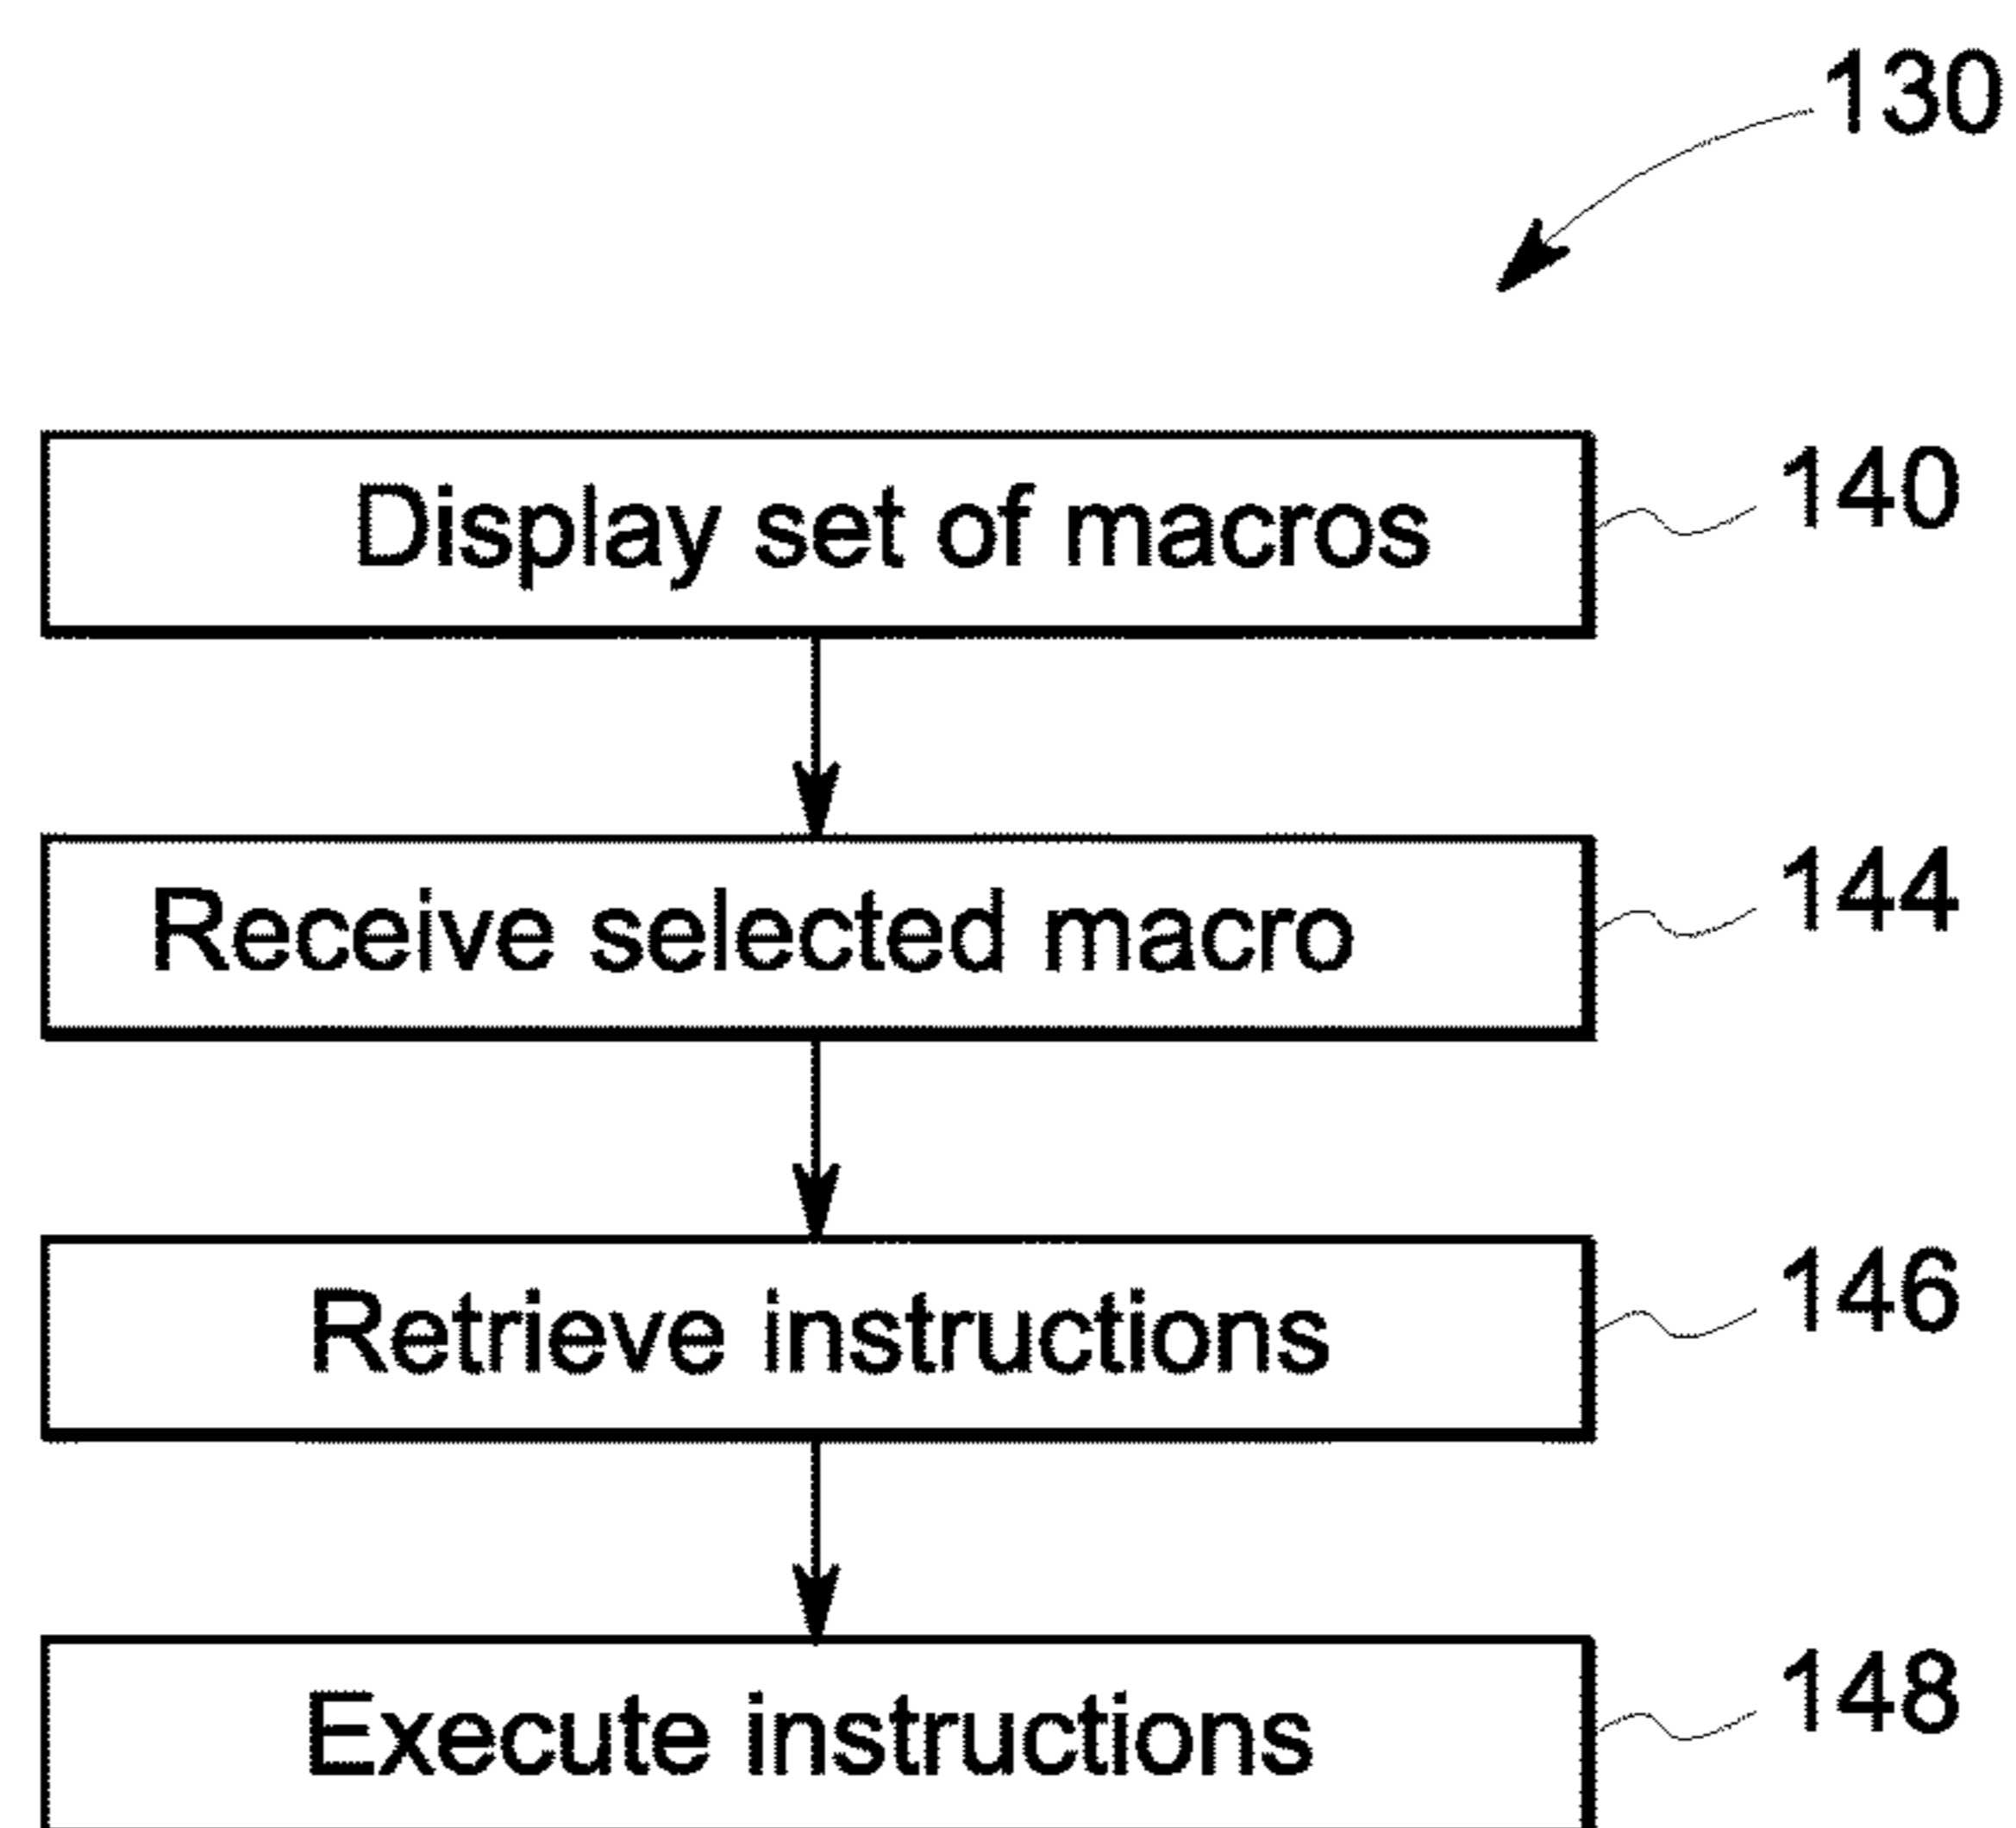 130
Display set of macros
140
Receive selected macro
144
Retrieve instructions
146
Execute instructions
148